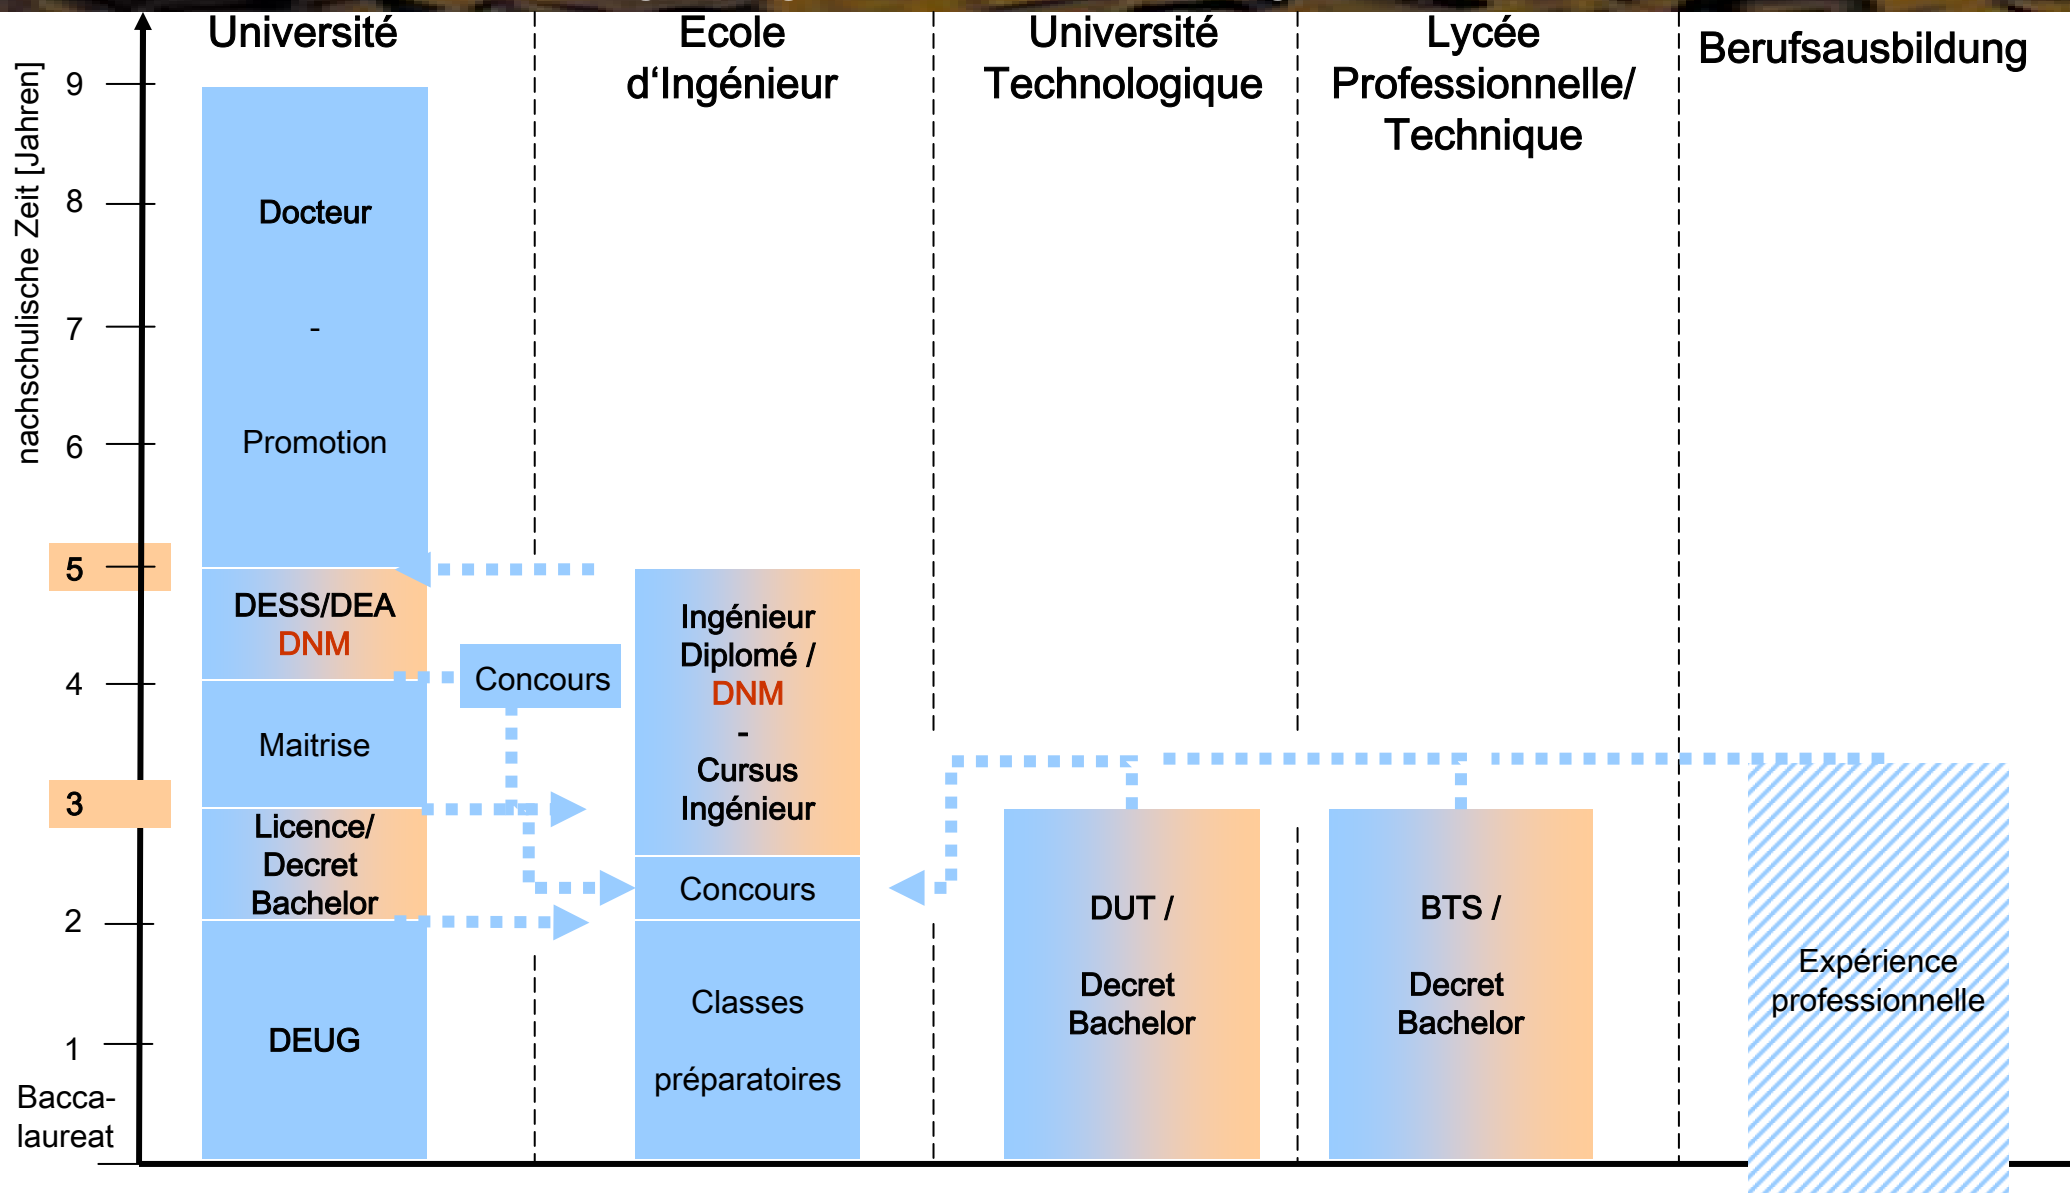 Université
Ecole
d‘Ingénieur
Université
Technologique
Lycée
Professionnelle/
Technique
Berufsausbildung
nachschulische Zeit [Jahren]
9
8
7
6
5
4
3
2
1
Bacca-
laureat
Docteur
-
Promotion
DESS/DEA
DNM
Maitrise
Licence/
Decret
Bachelor
DEUG
Concours
Ingénieur
Diplomé /
DNM
-
Cursus
Ingénieur
Concours
Classes
préparatoires
DUT /
Decret
Bachelor
BTS /
Decret
Bachelor
Expérience
professionnelle